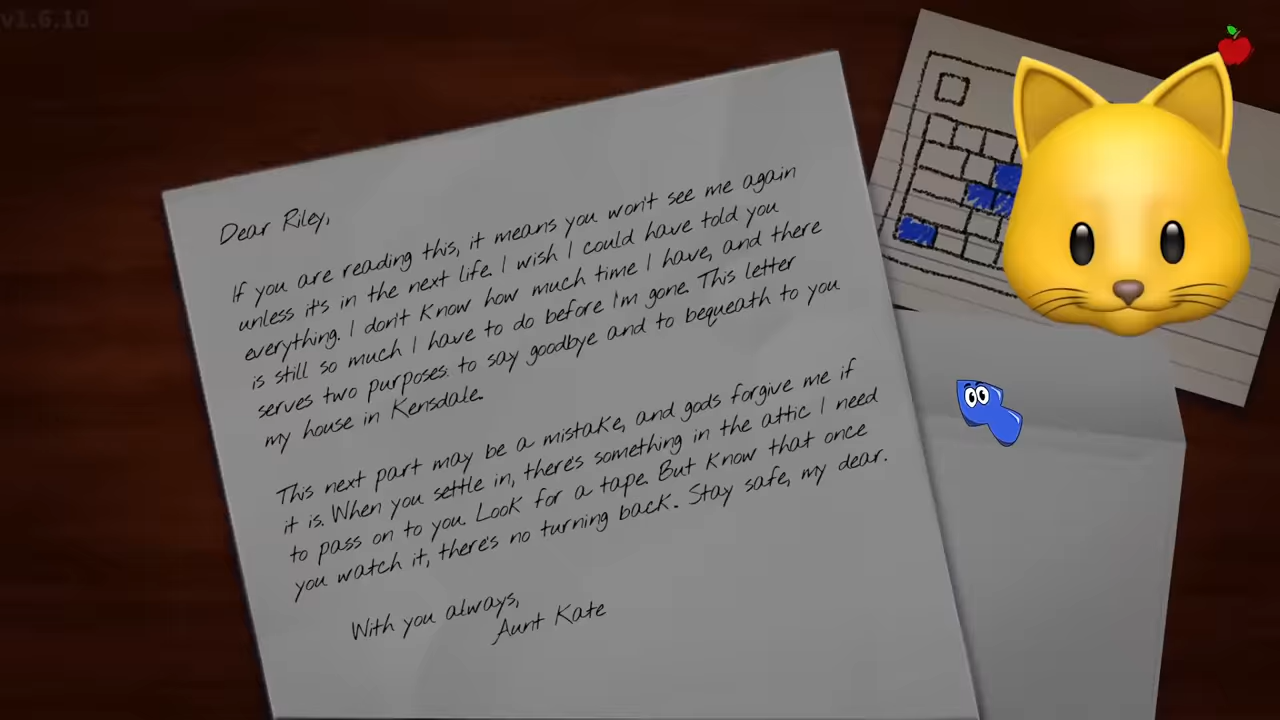 v1.6.10
Dear Riley,
If you are reading this, it means you won't see me again
unless it's in the next life. I wish I could have told you
everything. I don't know how much time I have, and there
is still so much I have to do before I'm gone. This letter
serves two purposes: to say goodbye and to bequeath to you
my house in Kensdale.
This next part may be a mistake, and gods forgive me if
it is. When you settle in, there's something in the attic I need
to pass on to you. Look for a tape. But know that once
you watch it, there's no turning back. Stay safe, my dear.
With you always,
Aunt Kate